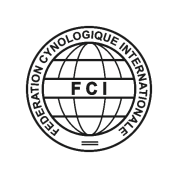 FEDERATION CYNOLOGIQUE INTERNATIONALE
FCI